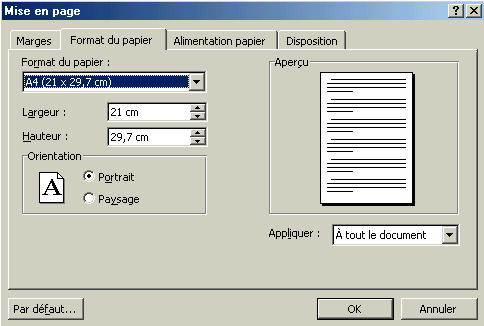 Mise en page
Marges
Format du papier
Alimentation papier
Disposition
Format du papier :
A4 (21 x 29,7 cm)
Largeur :
21 cm
Hauteur :
29,7 cm
Orientation
A
Portrait
Paysage
Aperçu
Appliquer :
À tout le document
Par défaut...
OK
Annuler